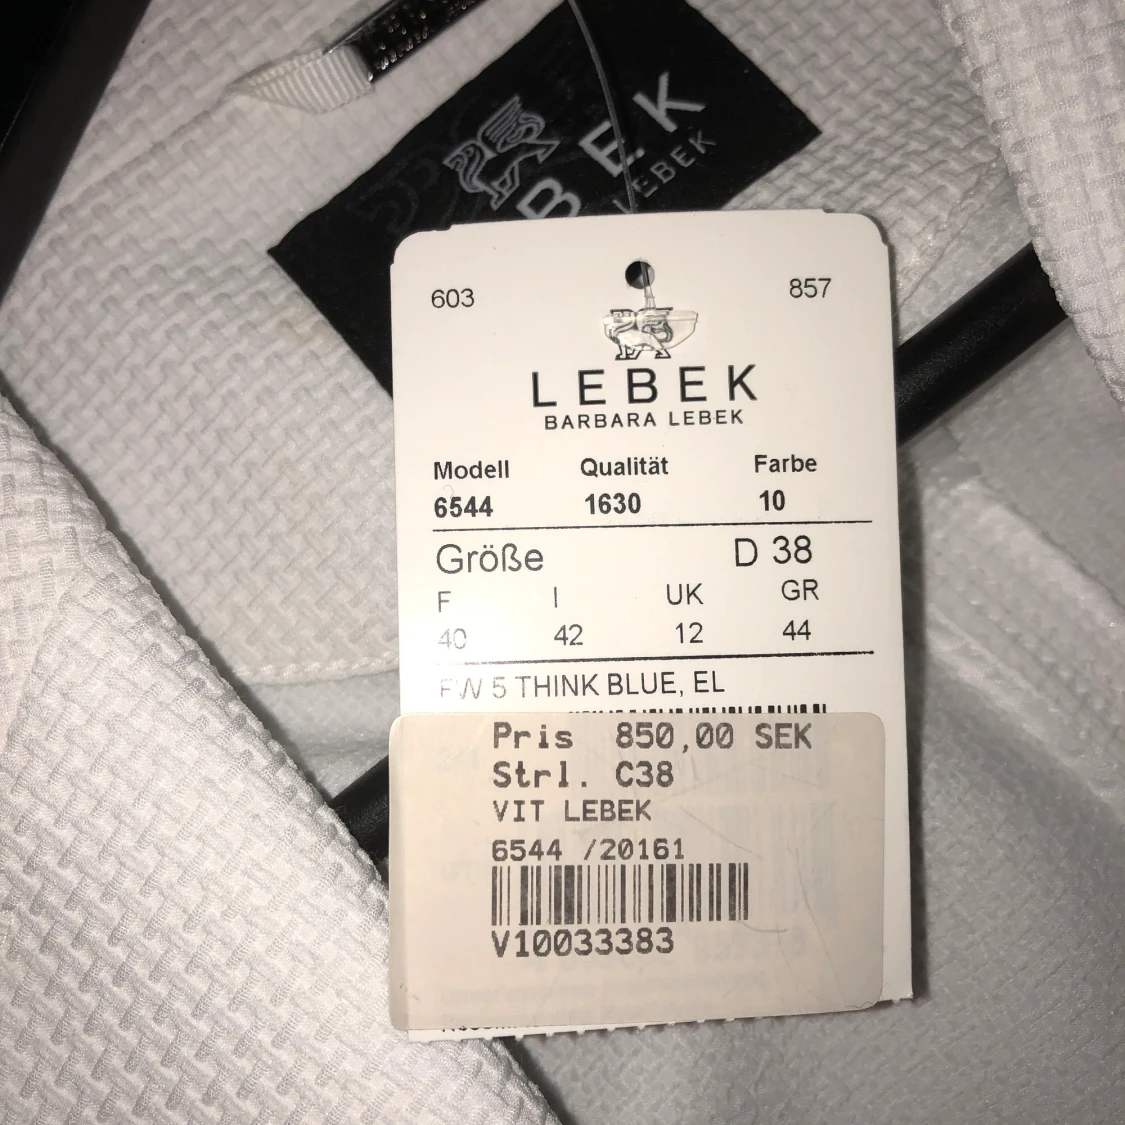 BEK
LEBEK
603 857
LEBEK
BARBARA LEBEK
Modell Qualität Farbe
6544 1630 10
Größe D 38
F I UK GR
40 42 12 44
FW 5 THINK BLUE, EL
Pris 850,00 SEK
Strl. C38
VIT LEBEK
6544 /20161
V10033383